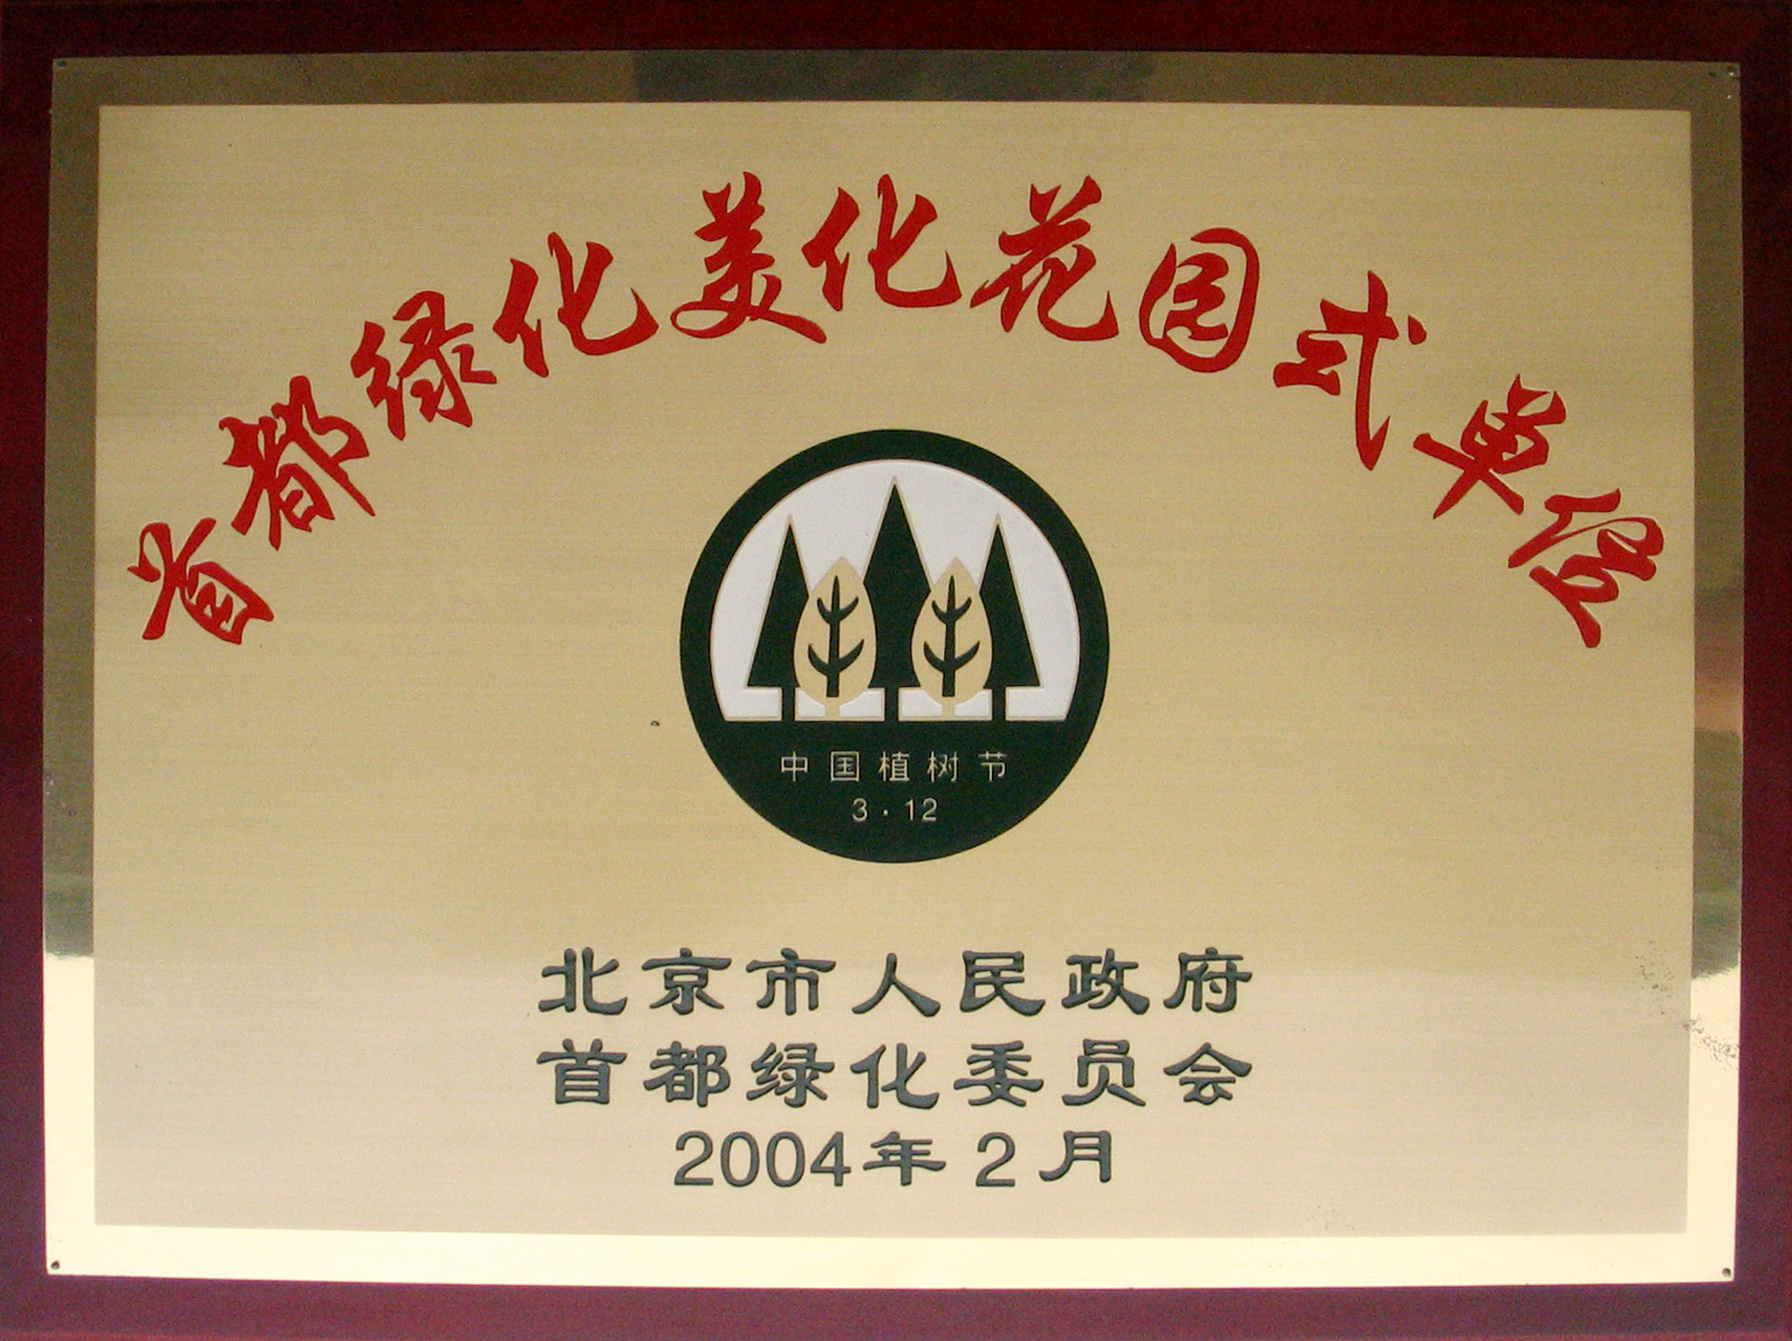 首都绿化美化花园式单位
中国植树节
3·12
北京市人民政府
首都绿化委员会
2004年2月